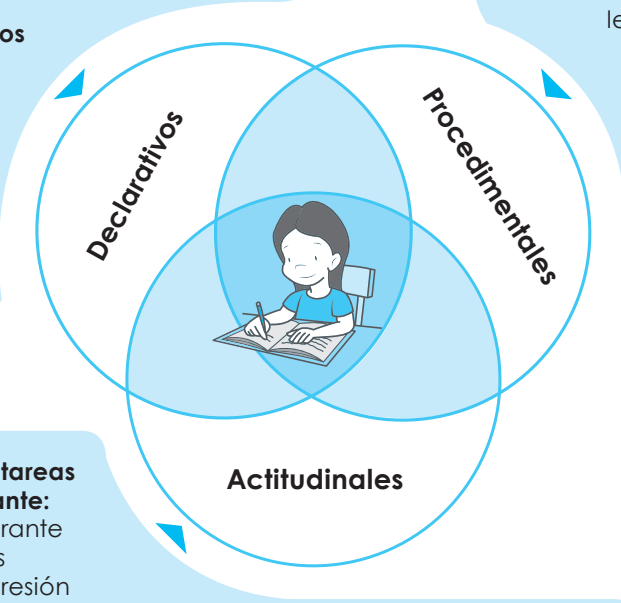 os
le
Declarativos
Procedimentales
Actitudinales
tareas
ante:
rante
s
resión